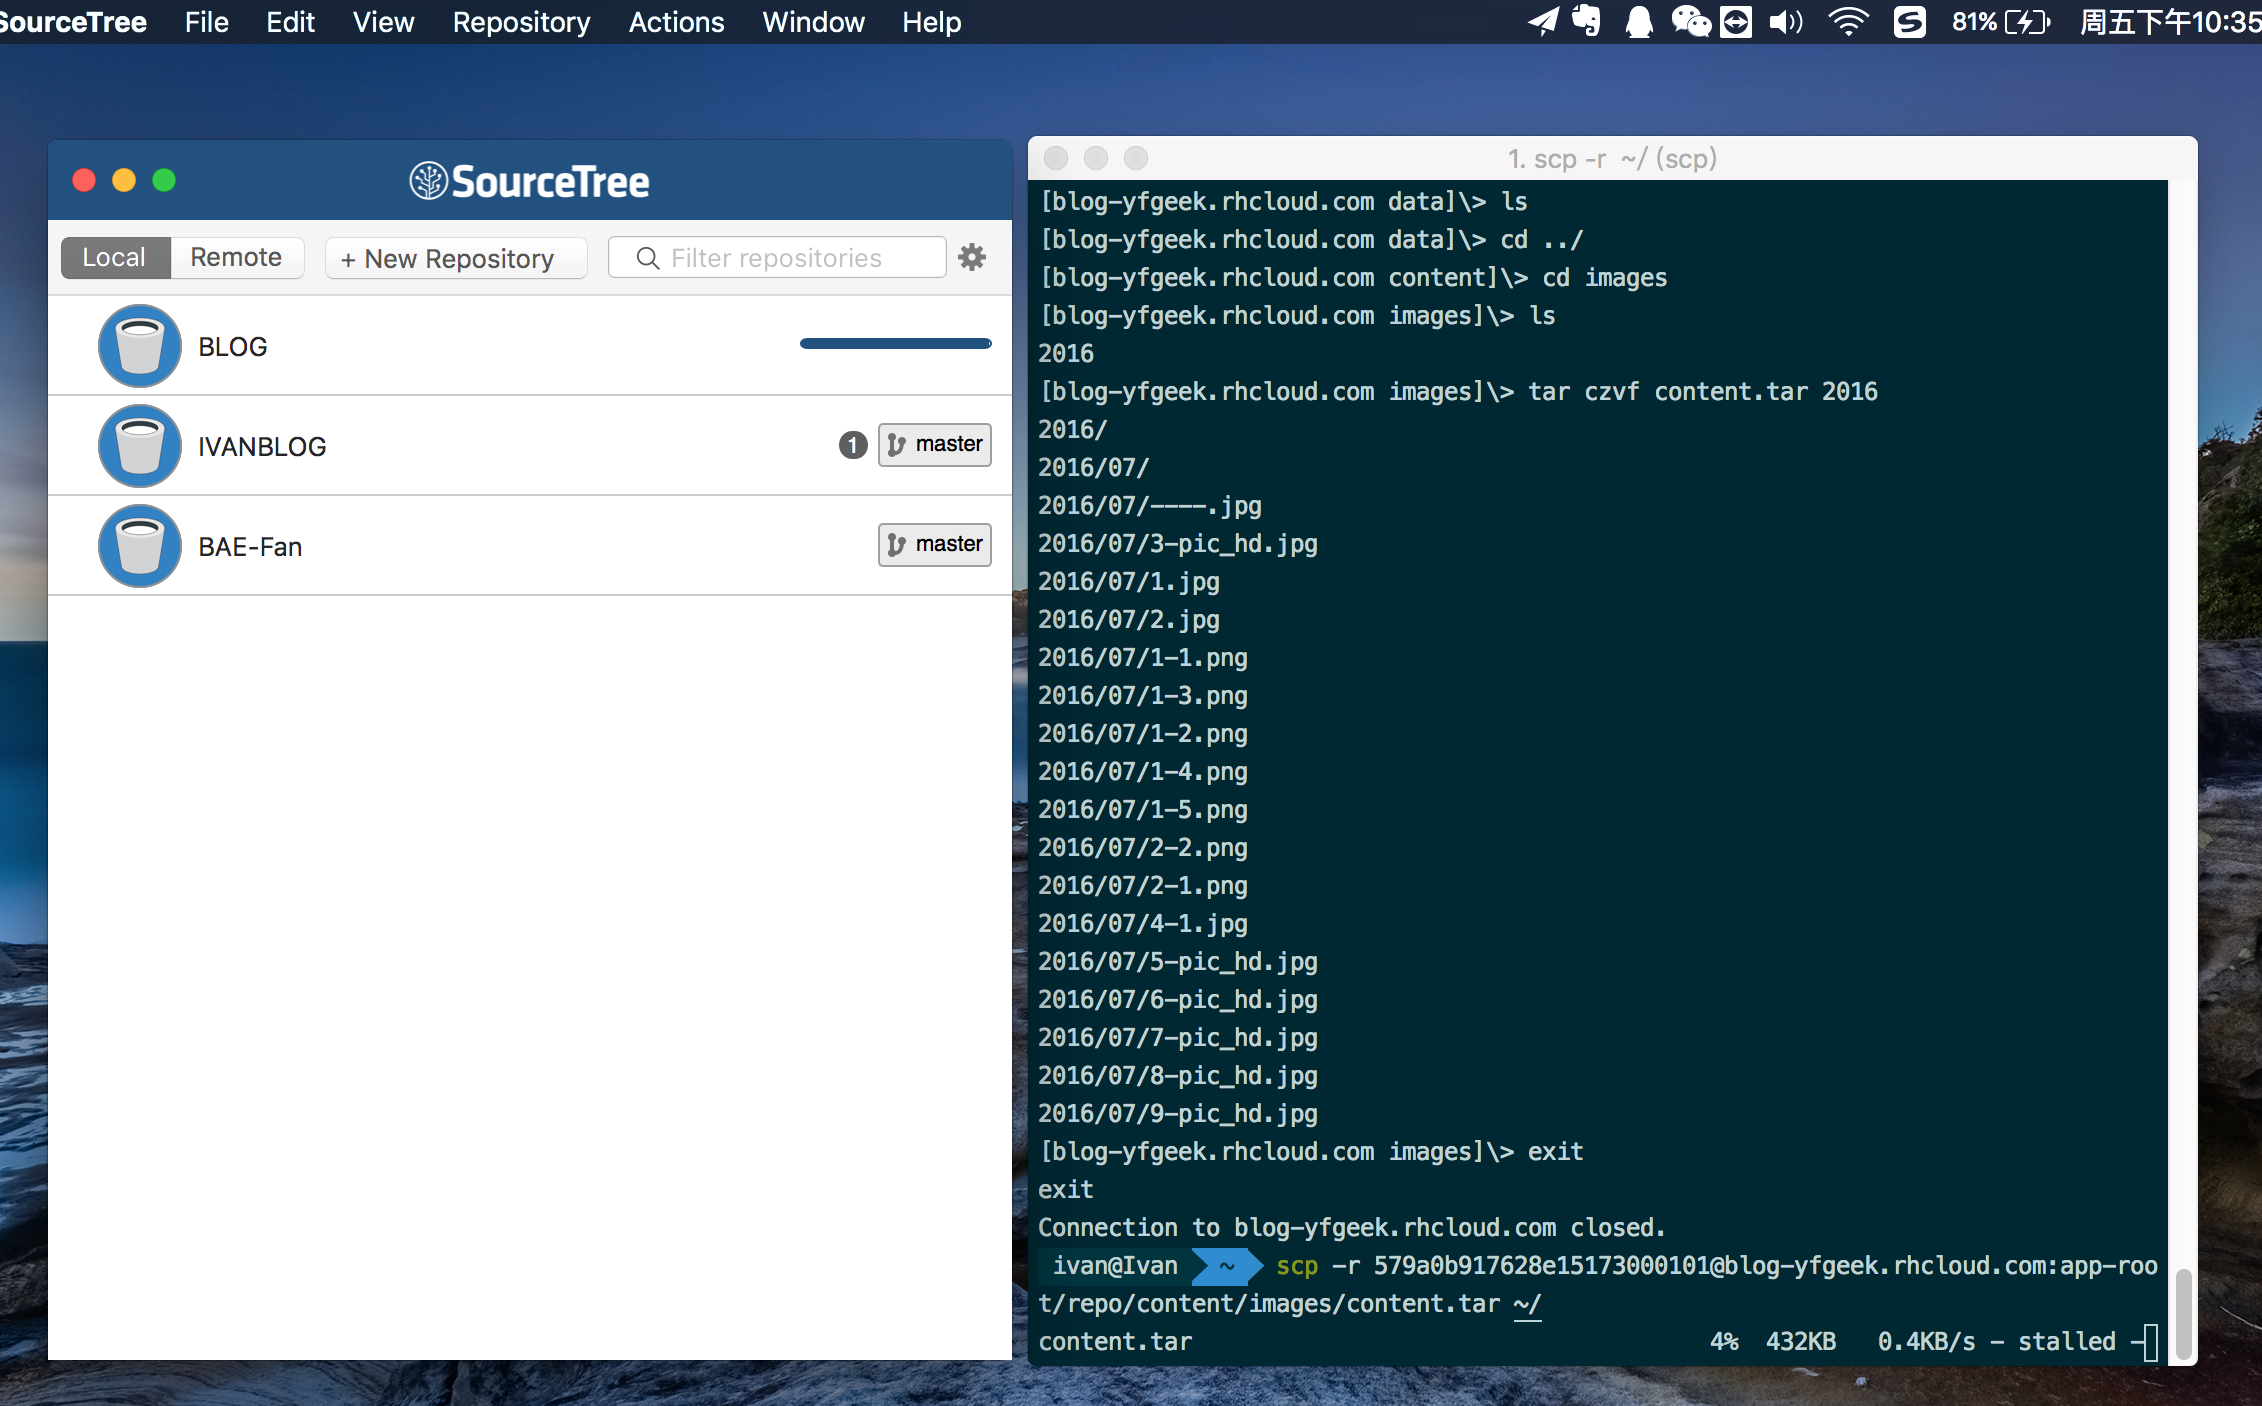 SourceTree File Edit View Repository Actions Window Help 81% 周五下午10:35
SourceTree
Local Remote + New Repository Filter repositories
BLOG
IVANBLOG 1 master
BAE-Fan master
1. scp -r ~/ (scp)
[blog-yfgeek.rhcloud.com data]\> ls
[blog-yfgeek.rhcloud.com data]\> cd ../
[blog-yfgeek.rhcloud.com content]\> cd images
[blog-yfgeek.rhcloud.com images]\> ls
2016
[blog-yfgeek.rhcloud.com images]\> tar czvf content.tar 2016
2016/
2016/07/
2016/07/----.jpg
2016/07/3-pic_hd.jpg
2016/07/1.jpg
2016/07/2.jpg
2016/07/1-1.png
2016/07/1-3.png
2016/07/1-2.png
2016/07/1-4.png
2016/07/1-5.png
2016/07/2-2.png
2016/07/2-1.png
2016/07/4-1.jpg
2016/07/5-pic_hd.jpg
2016/07/6-pic_hd.jpg
2016/07/7-pic_hd.jpg
2016/07/8-pic_hd.jpg
2016/07/9-pic_hd.jpg
[blog-yfgeek.rhcloud.com images]\> exit
exit
Connection to blog-yfgeek.rhcloud.com closed.
ivan@Ivan ~ scp -r 579a0b917628e15173000101@blog-yfgeek.rhcloud.com:app-roo
t/repo/content/images/content.tar ~/
content.tar 4% 432KB 0.4KB/s - stalled -